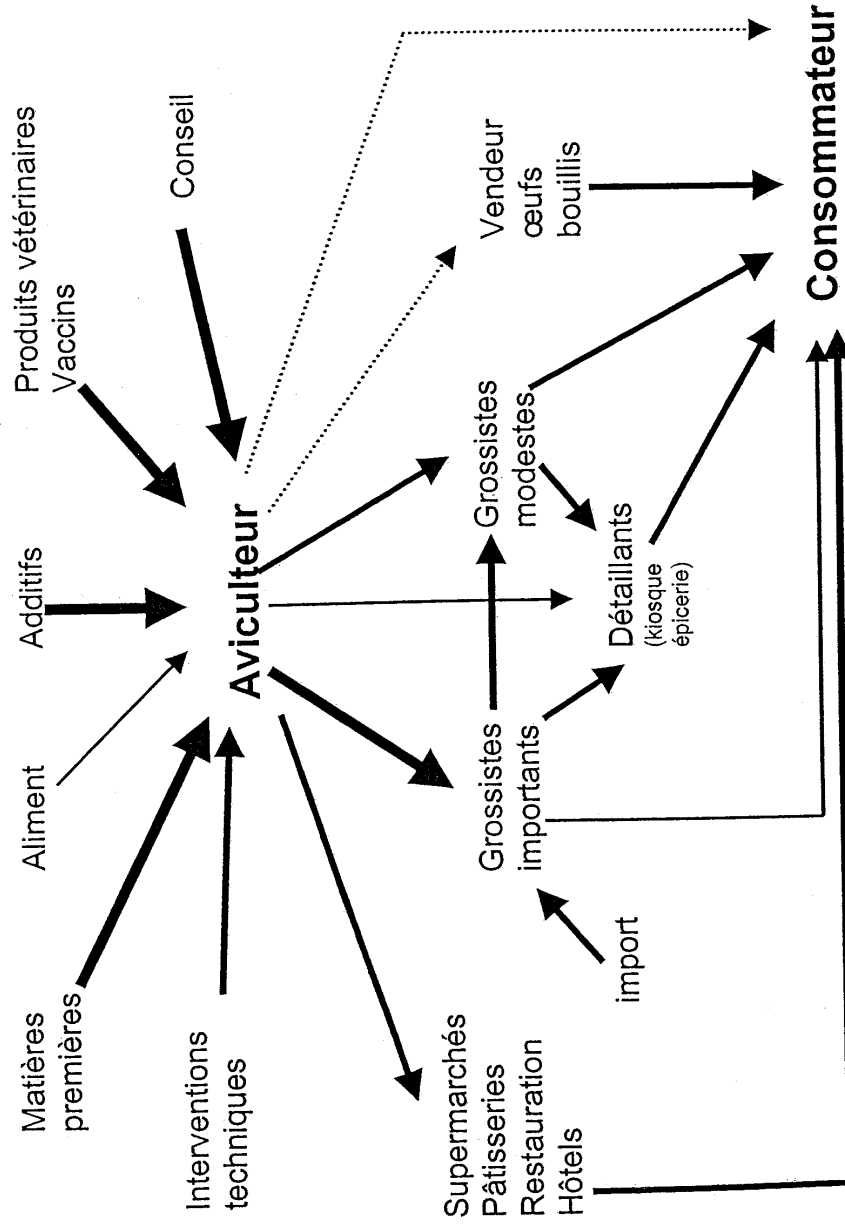 Matières
premières
Aliment
Additifs
Produits vétérinaires
Vaccins
Interventions
techniques
Conseil
Aviculteur
Supermarchés
Pâtisseries
Restauration
Hôtels
Grossistes
importants
Grossistes
modestes
Vendeur
œufs
bouillis
import
Détaillants
(kiosque
épicerie)
Consommateur